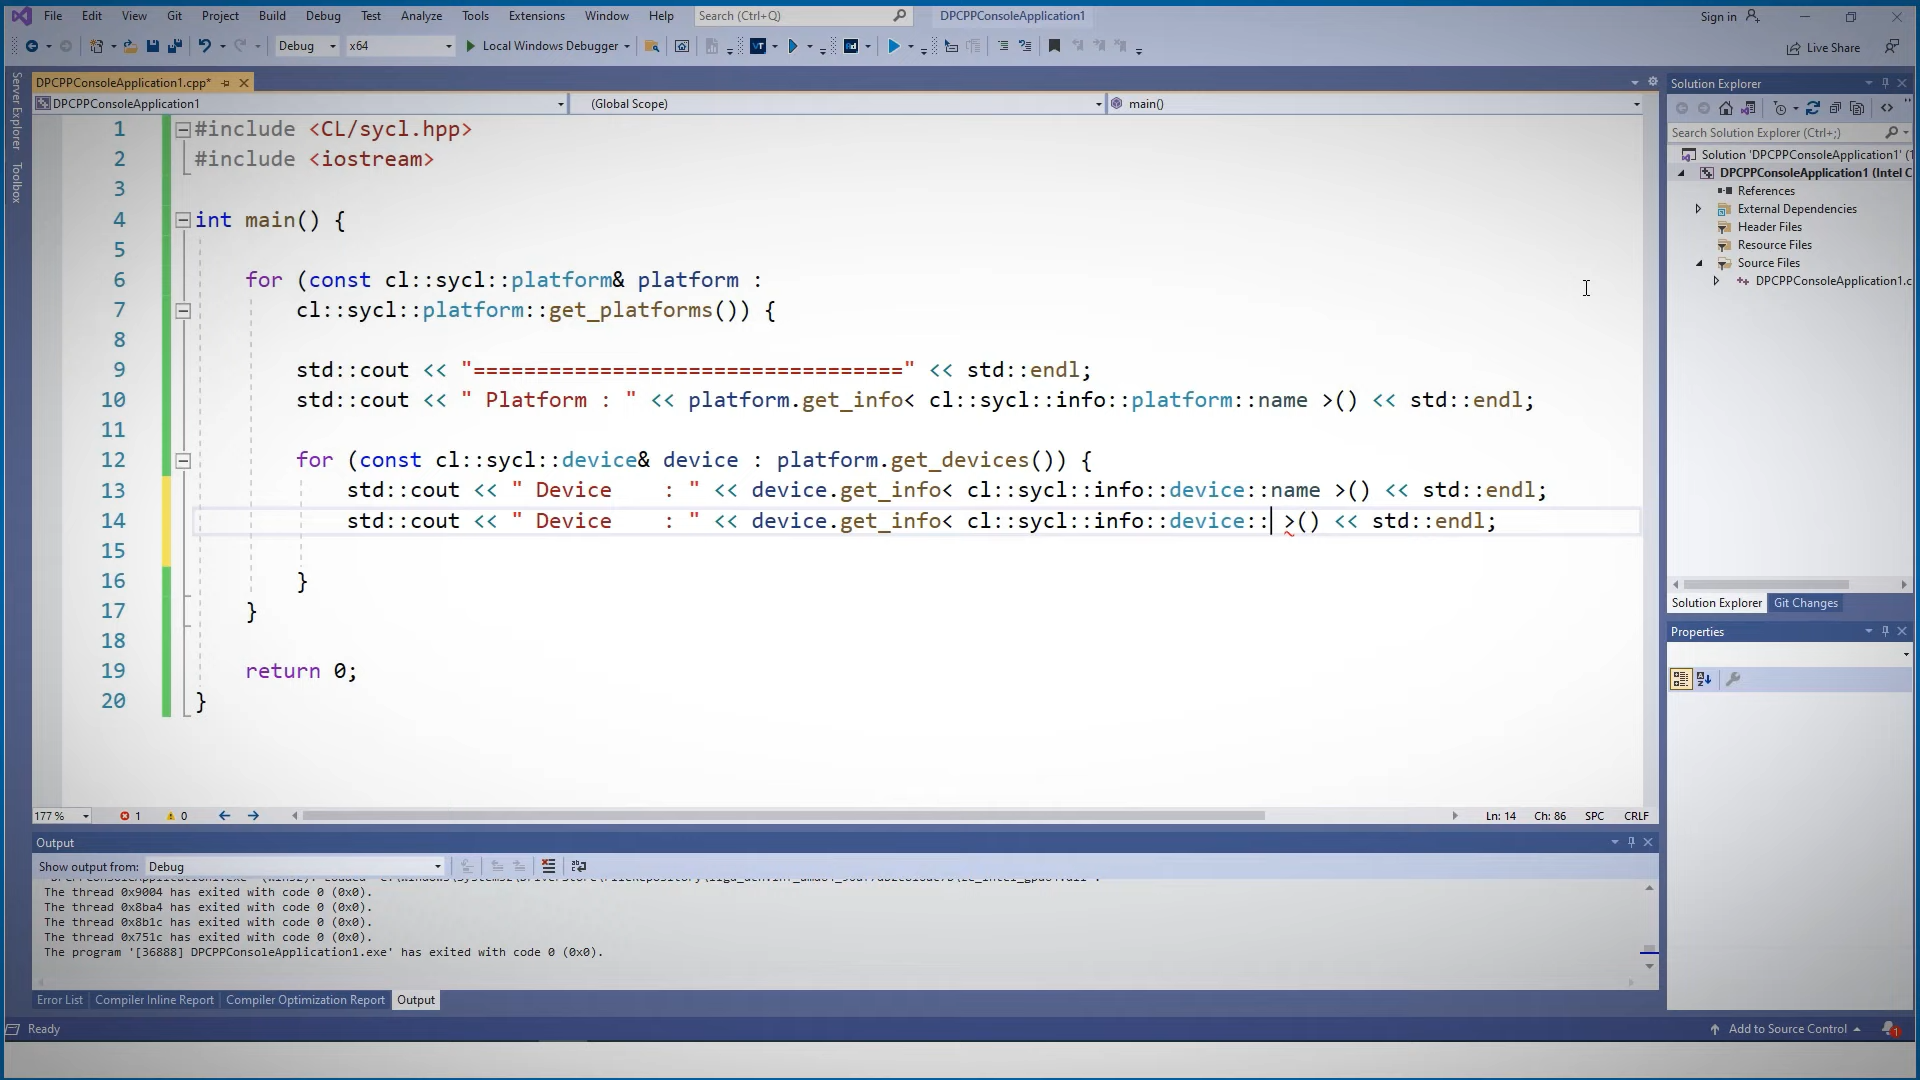 File Edit View Git Project Build Debug Test Analyze Tools Extensions Window Help Search (Ctrl+Q) DPCPPConsoleApplication1 Sign in
Debug x64 Local Windows Debugger Live Share
Server Explorer
Toolbox
DPCPPConsoleApplication1.cpp*
DPCPPConsoleApplication1 (Global Scope) main()
1 #include <CL/sycl.hpp>
2 #include <iostream>
3
4 int main() {
5
6 for (const cl::sycl::platform& platform :
7 cl::sycl::platform::get_platforms()) {
8
9 std::cout << "==================================" << std::endl;
10 std::cout << " Platform : " << platform.get_info< cl::sycl::info::platform::name >() << std::endl;
11
12 for (const cl::sycl::device& device : platform.get_devices()) {
13 std::cout << " Device    : " << device.get_info< cl::sycl::info::device::name >() << std::endl;
14 std::cout << " Device    : " << device.get_info< cl::sycl::info::device:: >() << std::endl;
15
16 }
17 }
18
19 return 0;
20 }
177 % 1 0 Ln: 14 Ch: 86 SPC CRLF
Output
Show output from: Debug
The thread 0x9004 has exited with code 0 (0x0).
The thread 0x8ba4 has exited with code 0 (0x0).
The thread 0x8b1c has exited with code 0 (0x0).
The thread 0x751c has exited with code 0 (0x0).
The program '[36888] DPCPPConsoleApplication1.exe' has exited with code 0 (0x0).
Error List Compiler Inline Report Compiler Optimization Report Output
Solution Explorer
Search Solution Explorer (Ctrl+;)
Solution 'DPCPPConsoleApplication1' (1
DPCPPConsoleApplication1 (Intel C
References
External Dependencies
Header Files
Resource Files
Source Files
DPCPPConsoleApplication1.c
Solution Explorer Git Changes
Properties
Ready Add to Source Control 1